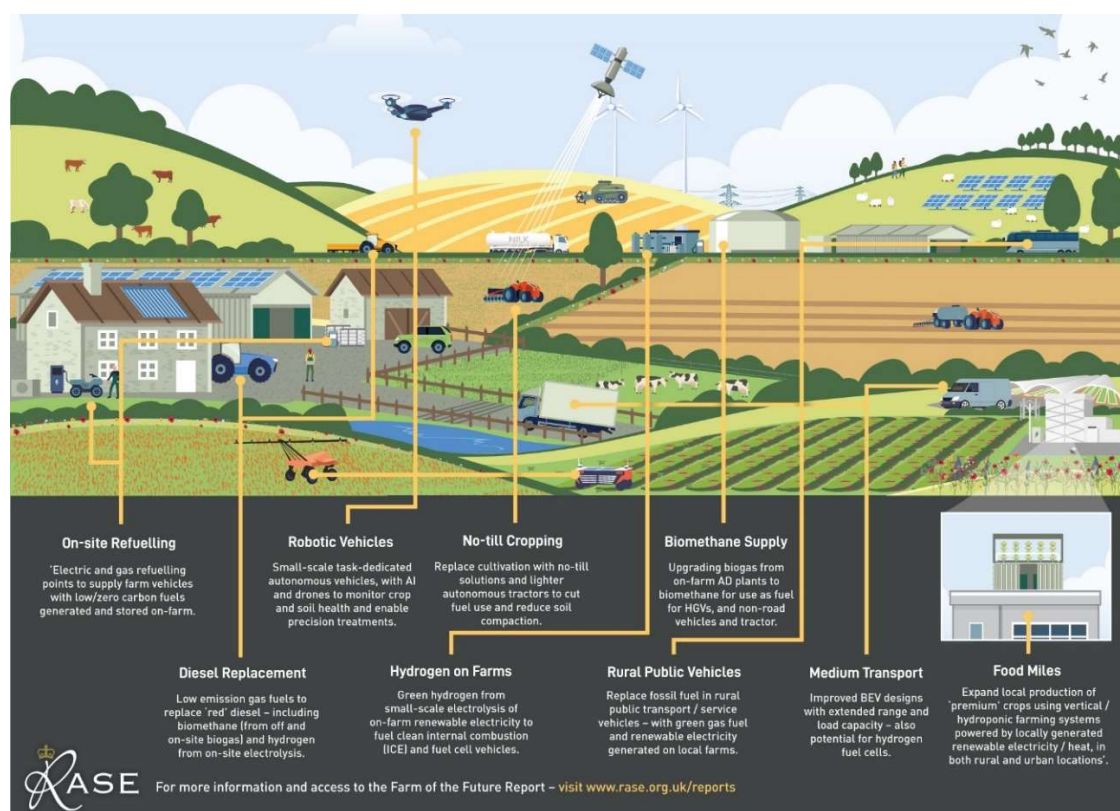 MILK
On-site Refuelling
'Electric and gas refuelling
points to supply farm vehicles
with low/zero carbon fuels
generated and stored on-farm.
Robotic Vehicles
Small-scale task-dedicated
autonomous vehicles, with AI
and drones to monitor crop
and soil health and enable
precision treatments.
No-till Cropping
Replace cultivation with no-till
solutions and lighter
autonomous tractors to cut
fuel use and reduce soil
compaction.
Biomethane Supply
Upgrading biogas from
on-farm AD plants to
biomethane for use as fuel
for HGVs, and non-road
vehicles and tractor.
Diesel Replacement
Low emission gas fuels to
replace 'red' diesel – including
biomethane (from off and
on-site biogas) and hydrogen
from on-site electrolysis.
Hydrogen on Farms
Green hydrogen from
small-scale electrolysis of
on-farm renewable electricity to
fuel clean internal combustion
(ICE) and fuel cell vehicles.
Rural Public Vehicles
Replace fossil fuel in rural
public transport / service
vehicles – with green gas fuel
and renewable electricity
generated on local farms.
Medium Transport
Improved BEV designs
with extended range and
load capacity – also
potential for hydrogen
fuel cells.
Food Miles
Expand local production of
'premium' crops using vertical /
hydroponic farming systems
powered by locally generated
renewable electricity / heat, in
both rural and urban locations'.
RASE
For more information and access to the Farm of the Future Report – visit www.rase.org.uk/reports